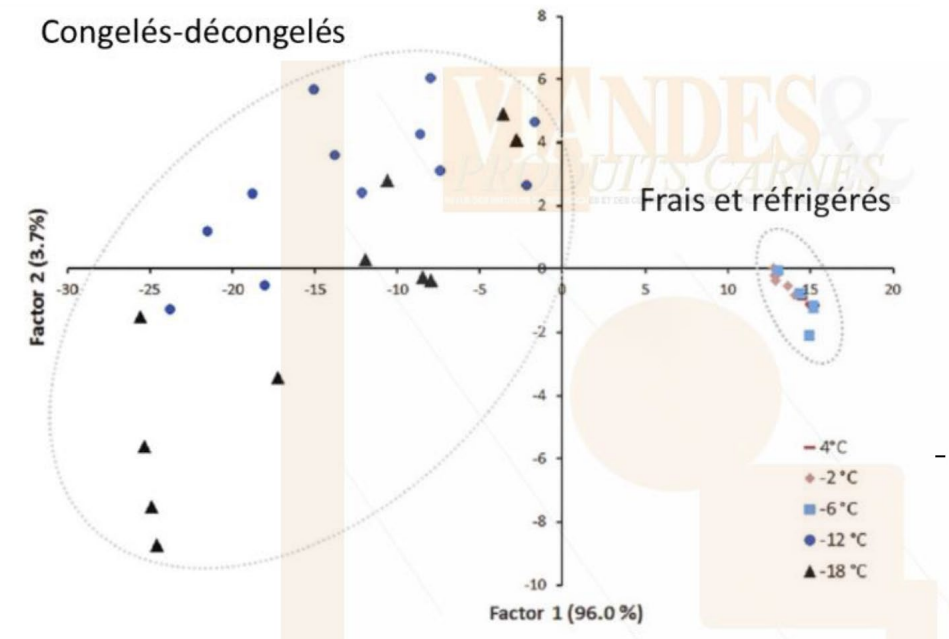 Congelés-décongelés
VIANDES &
PRODUITS CARNÉS
Frais et réfrigérés
8
6
4
2
0
-2
-4
-6
-8
-10
-30
-25
-20
-15
-10
-5
0
5
10
15
20
Factor 2 (3.7%)
Factor 1 (96.0 %)
4°C
-2 °C
-6 °C
-12 °C
-18 °C